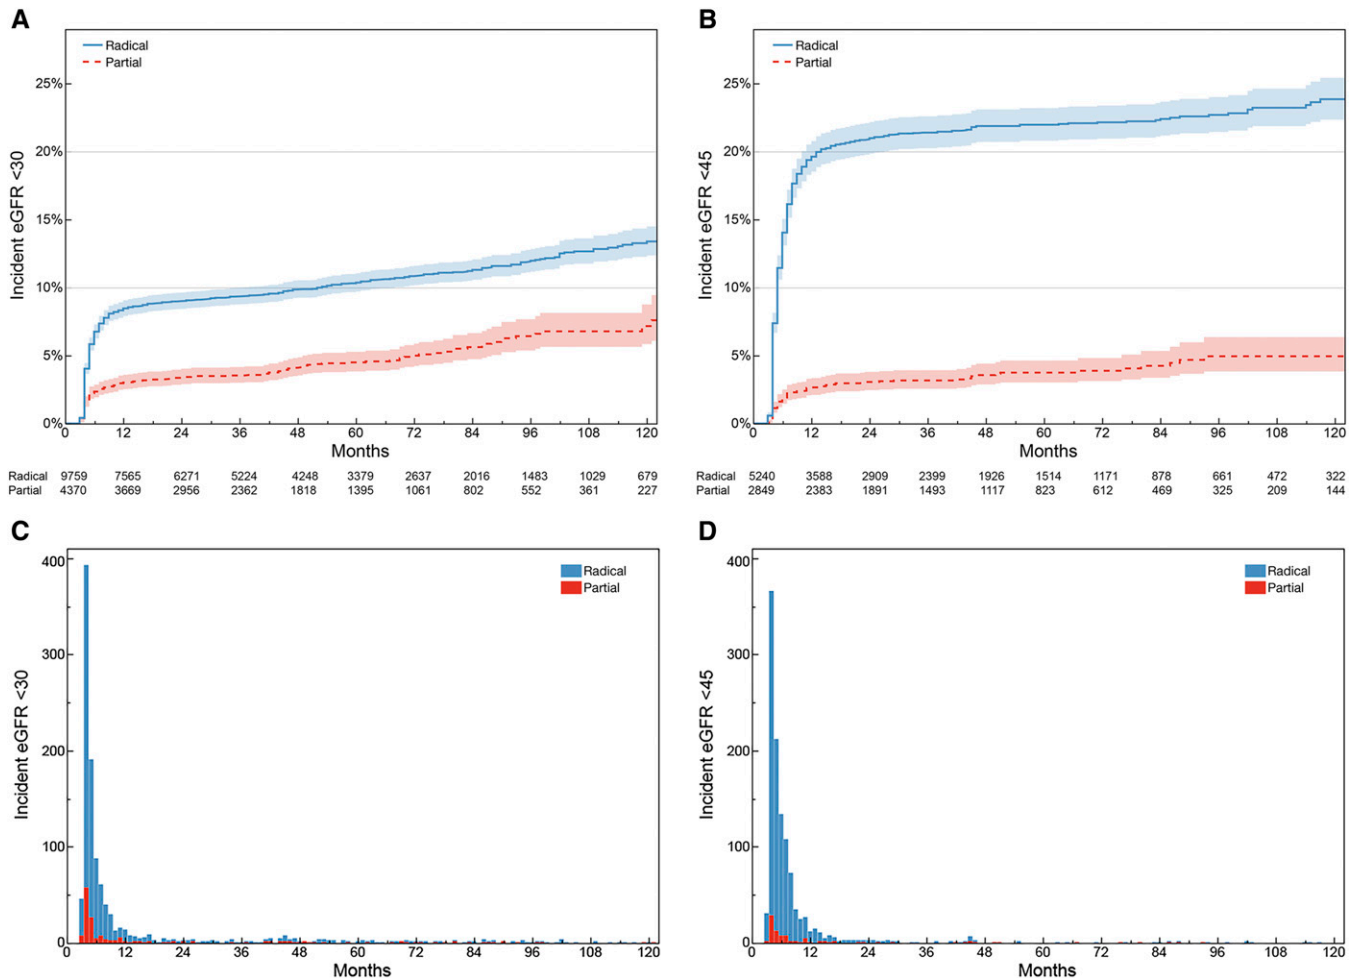 A
B
Radical
Partial
Radical
Partial
25%
20%
15%
10%
5%
0%
Incident eGFR <30
0 12 24 36 48 60 72 84 96 108 120
Months
Radical 9759 7565 6271 5224 4248 3379 2637 2016 1483 1029 679
Partial 4370 3669 2956 2362 1818 1395 1061 802 552 361 227
25%
20%
15%
10%
5%
0%
Incident eGFR <45
0 12 24 36 48 60 72 84 96 108 120
Months
Radical 5240 3588 2909 2399 1926 1514 1171 878 661 472 322
Partial 2849 2383 1891 1493 1117 823 612 469 325 209 144
C
D
Radical
Partial
400
300
200
100
0
Incident eGFR <30
0 12 24 36 48 60 72 84 96 108 120
Months
Radical
Partial
400
300
200
100
0
Incident eGFR <45
0 12 24 36 48 60 72 84 96 108 120
Months